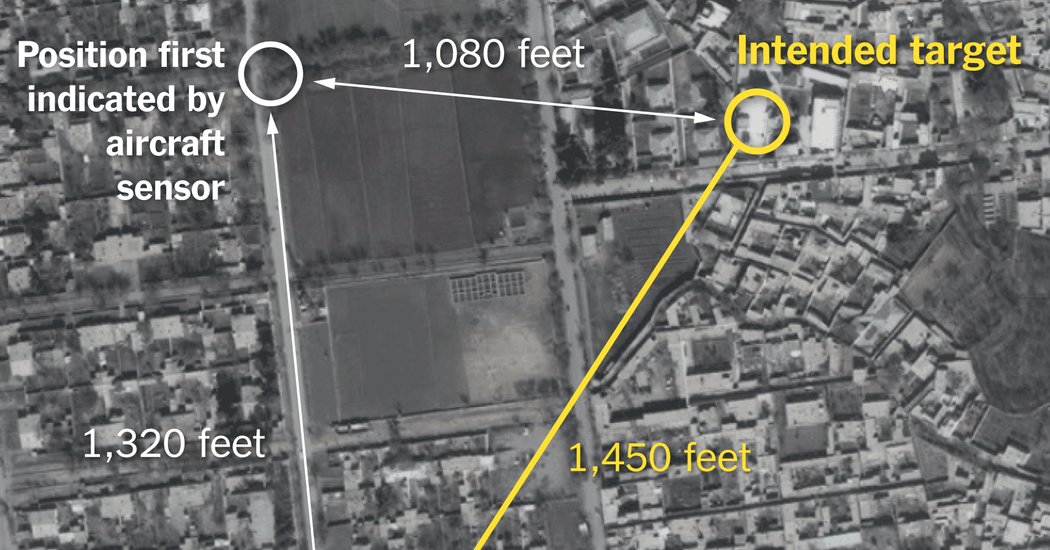 Position first
indicated by
aircraft
sensor
1,080 feet
Intended target
1,320 feet
1,450 feet